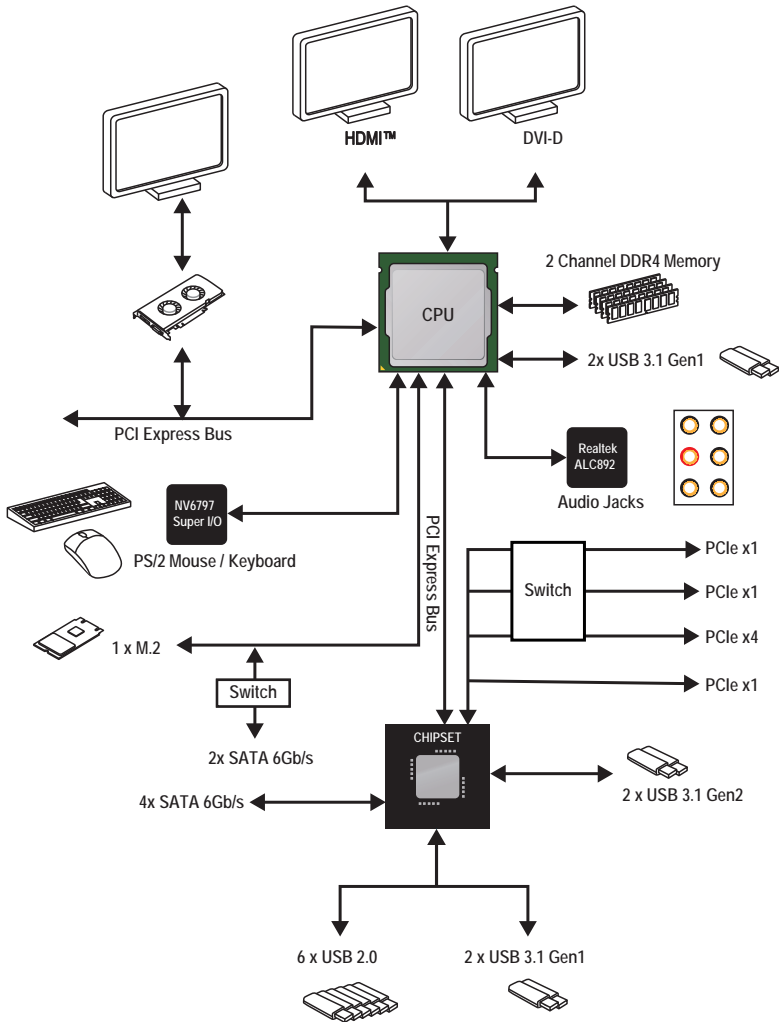 HDMI™
DVI-D
2 Channel DDR4 Memory
CPU
2x USB 3.1 Gen1
PCI Express Bus
Realtek
ALC892
Audio Jacks
NV6797
Super I/O
PS/2 Mouse / Keyboard
PCI Express Bus
PCIe x1
Switch
PCIe x1
PCIe x4
PCIe x1
1 x M.2
Switch
2x SATA 6Gb/s
CHIPSET
4x SATA 6Gb/s
2 x USB 3.1 Gen2
6 x USB 2.0
2 x USB 3.1 Gen1